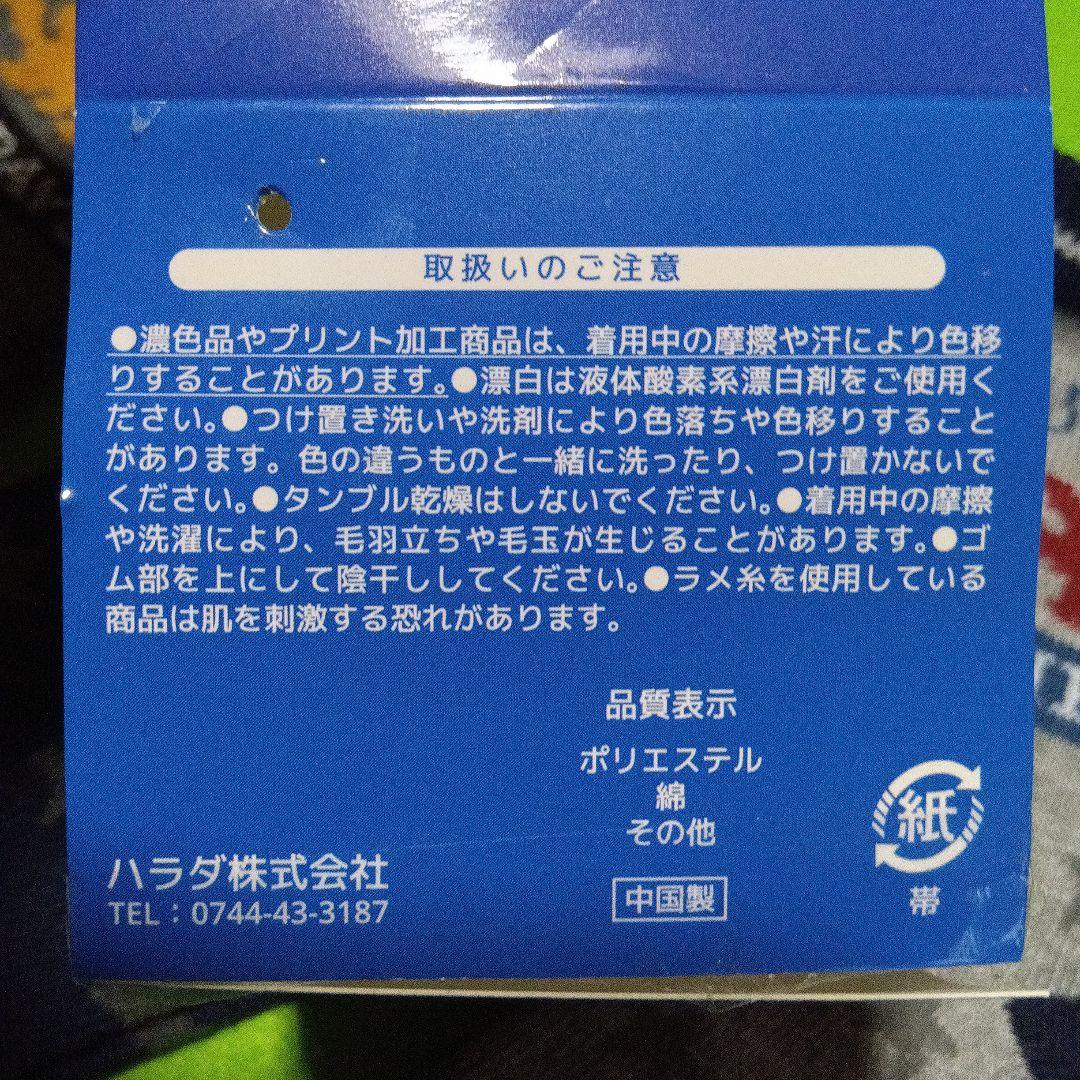 取扱いのご注意
●濃色品やプリント加工商品は、着用中の摩擦や汗により色移
りすることがあります。●漂白は液体酸素系漂白剤をご使用く
ださい。●つけ置き洗いや洗剤により色落ちや色移りすること
があります。色の違うものと一緒に洗ったり、つけ置かないで
ください。●タンブル乾燥はしないでください。●着用中の摩擦
や洗濯により、毛羽立ちや毛玉が生じることがあります。●ゴ
ム部を上にして陰干ししてください。●ラメ糸を使用している
商品は肌を刺激する恐れがあります。
品質表示
ポリエステル
綿
その他
中国製
ハラダ株式会社
TEL：0744-43-3187
紙
帯